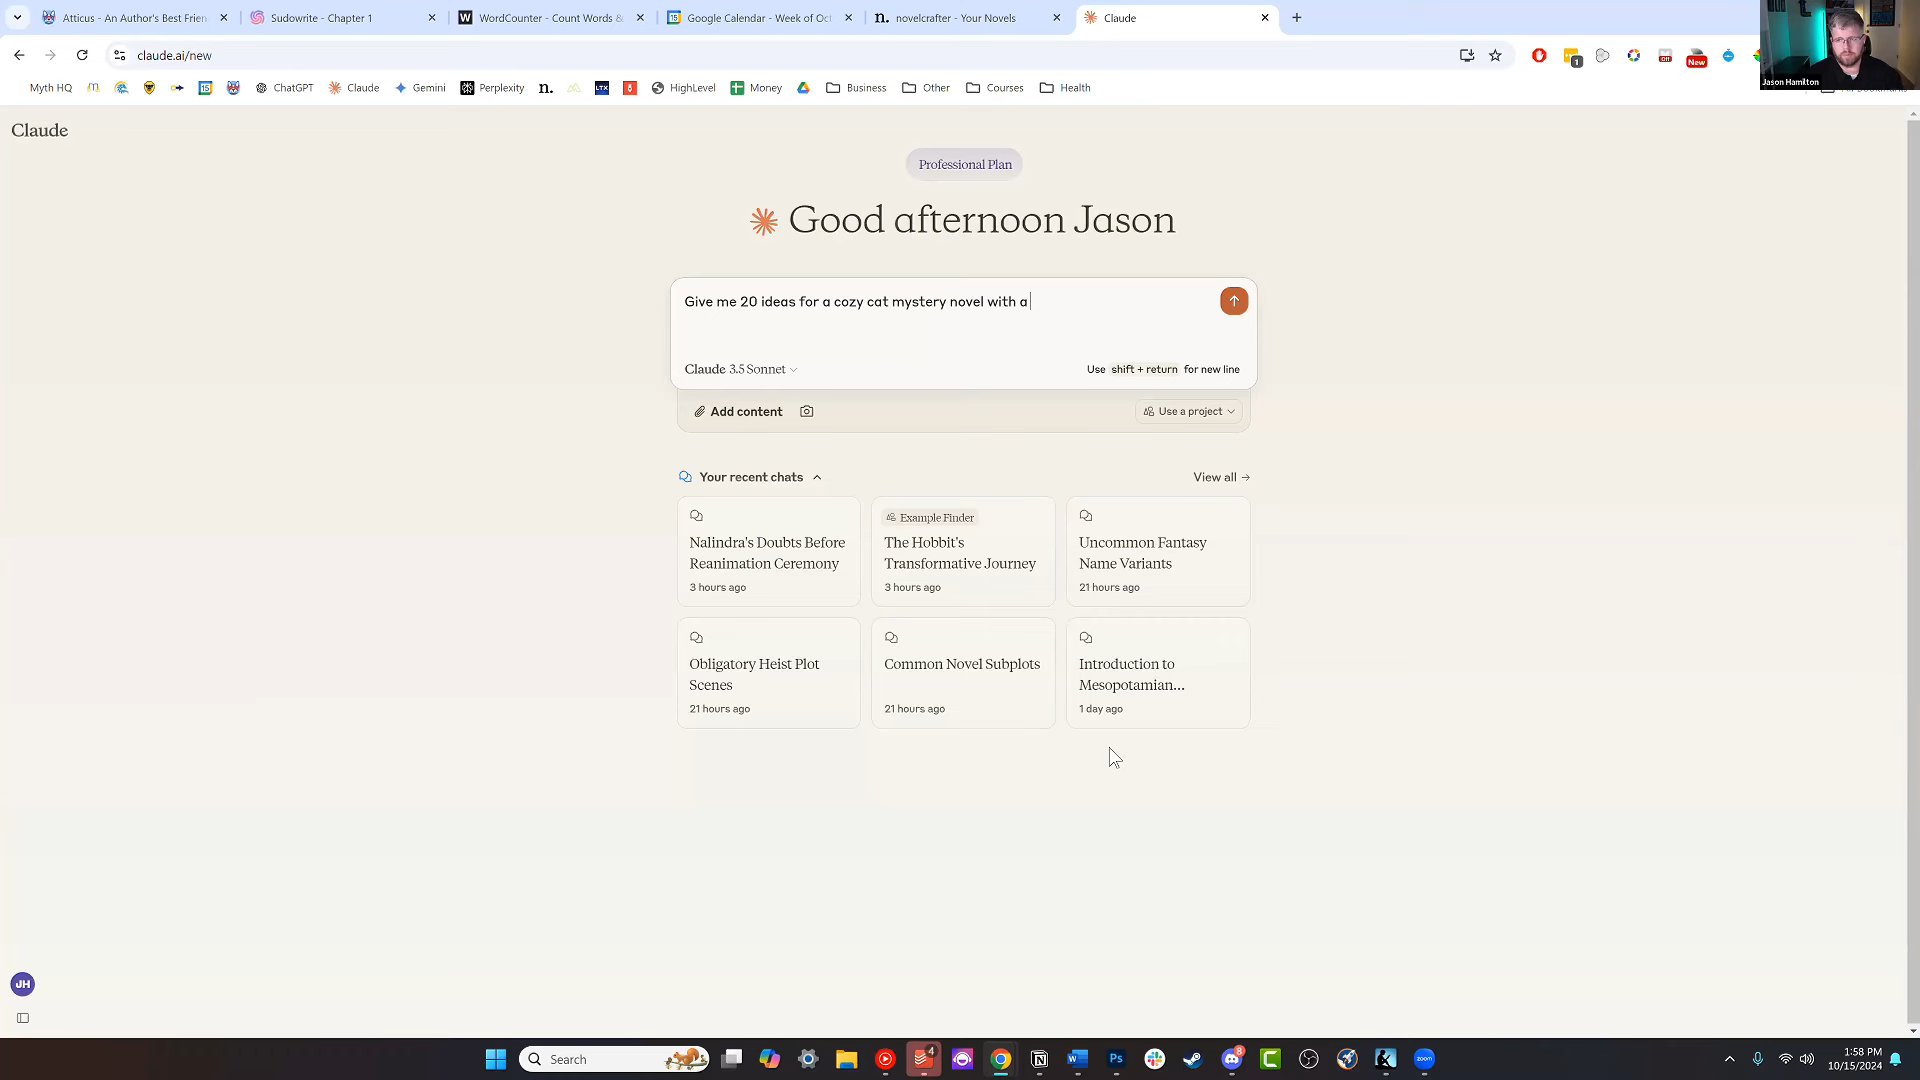 Atticus - An Author's Best Frien
Sudowrite - Chapter 1
WordCounter - Count Words &
Google Calendar - Week of Oct
novelcrafter - Your Novels
Claude
claude.ai/new
1
New
Jason Hamilton
Myth HQ
ChatGPT
Claude
Gemini
Perplexity
LTX
HighLevel
Money
Business
Other
Courses
Health
Claude
Professional Plan
Good afternoon Jason
Give me 20 ideas for a cozy cat mystery novel with a
Claude 3.5 Sonnet
Use shift + return for new line
Add content
Use a project
Your recent chats
View all
Nalindra's Doubts Before
Reanimation Ceremony
3 hours ago
Example Finder
The Hobbit's
Transformative Journey
3 hours ago
Uncommon Fantasy
Name Variants
21 hours ago
Obligatory Heist Plot
Scenes
21 hours ago
Common Novel Subplots
21 hours ago
Introduction to
Mesopotamian...
1 day ago
JH
Search
4
8
zoom
1:58 PM
10/15/2024